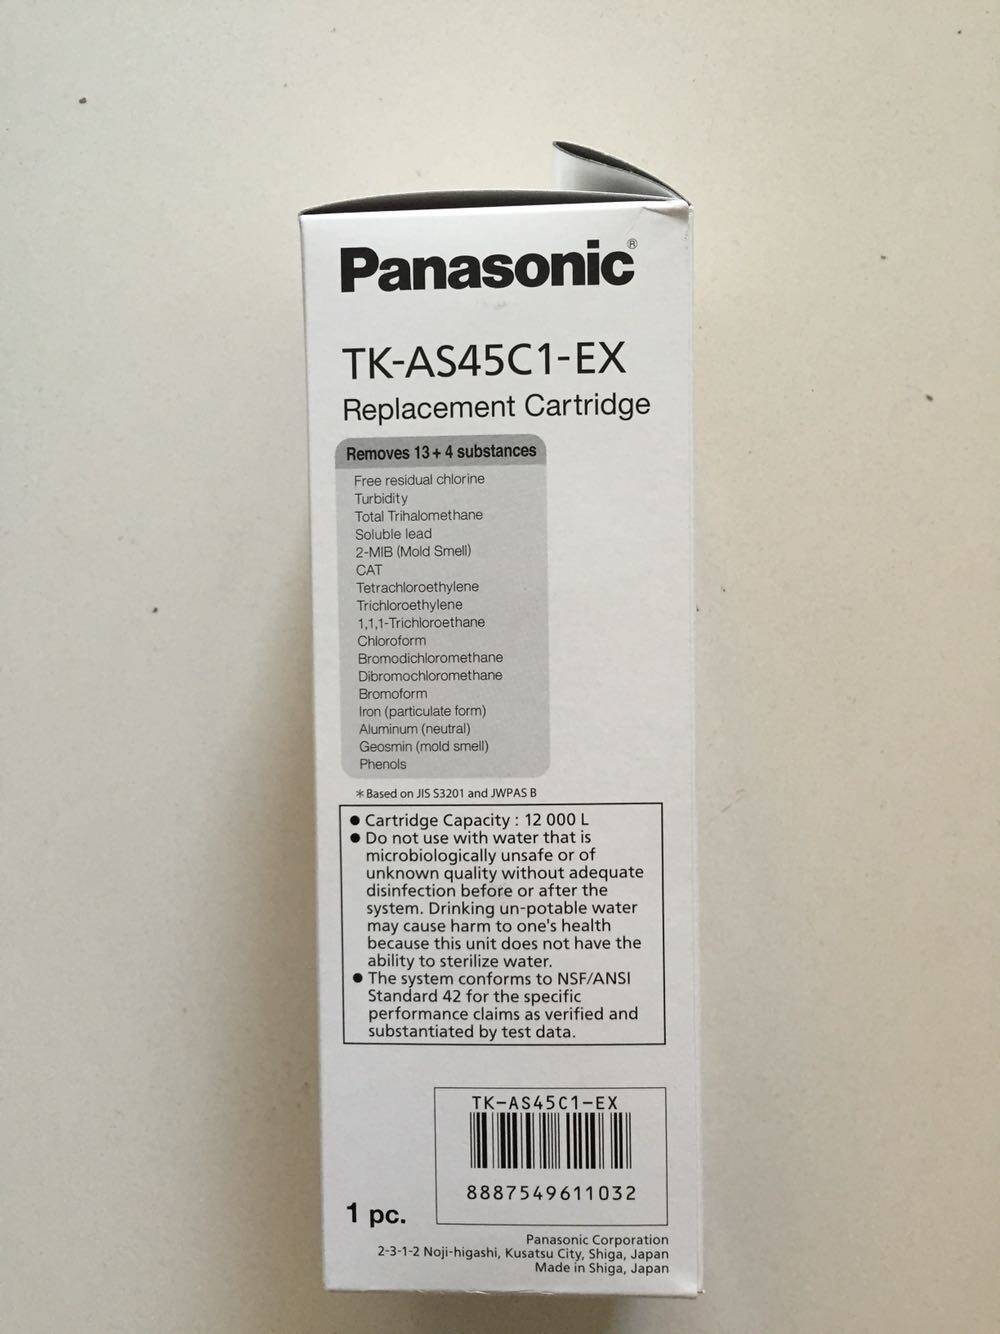 Panasonic®
TK-AS45C1-EX
Replacement Cartridge
Removes 13 + 4 substances
Free residual chlorine
Turbidity
Total Trihalomethane
Soluble lead
2-MIB (Mold Smell)
CAT
Tetrachloroethylene
Trichloroethylene
1,1,1-Trichloroethane
Chloroform
Bromodichloromethane
Dibromochloromethane
Bromoform
Iron (particulate form)
Aluminum (neutral)
Geosmin (mold smell)
Phenols
*Based on JIS S3201 and JWPAS B
● Cartridge Capacity : 12 000 L
● Do not use with water that is
microbiologically unsafe or of
unknown quality without adequate
disinfection before or after the
system. Drinking un-potable water
may cause harm to one's health
because this unit does not have the
ability to sterilize water.
● The system conforms to NSF/ANSI
Standard 42 for the specific
performance claims as verified and
substantiated by test data.
TK-AS45C1-EX
8887549611032
1 pc.
Panasonic Corporation
2-3-1-2 Noji-higashi, Kusatsu City, Shiga, Japan
Made in Shiga, Japan